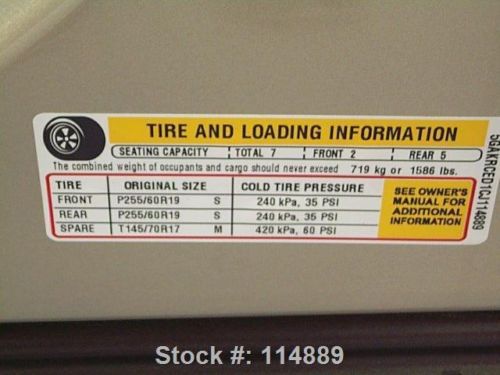 TIRE AND LOADING INFORMATION
SEATING CAPACITY TOTAL 7 FRONT 2 REAR 5
The combined weight of occupants and cargo should never exceed 719 kg or 1586 lbs.
TIRE ORIGINAL SIZE COLD TIRE PRESSURE
FRONT P255/60R19 S 240 kPa, 35 PSI
REAR P255/60R19 S 240 kPa, 35 PSI
SPARE T145/70R17 M 420 kPa, 60 PSI
SEE OWNER'S
MANUAL FOR
ADDITIONAL
INFORMATION
5GAKRCED1CJ114889
Stock #: 114889